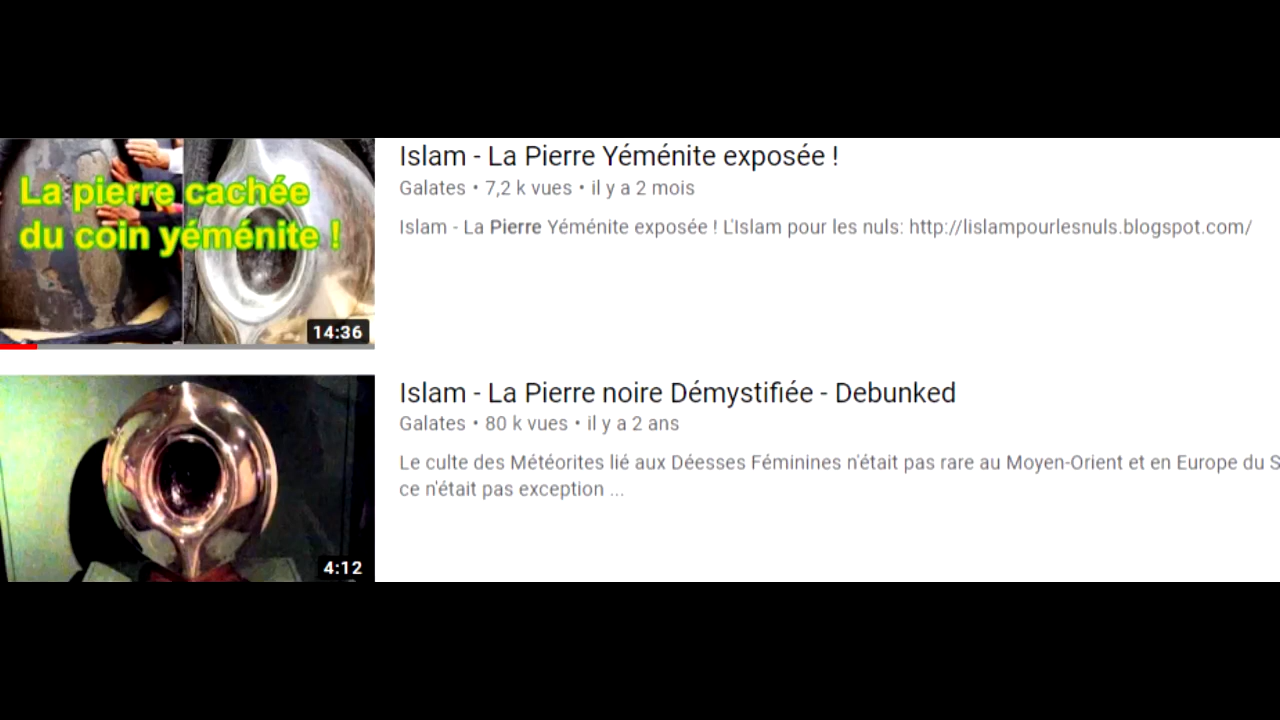 La pierre cachée
du coin yéménite !
14:36
Islam - La Pierre Yéménite exposée !
Galates • 7,2 k vues • il y a 2 mois
Islam - La Pierre Yéménite exposée ! L'Islam pour les nuls: http://lislampourlesnuls.blogspot.com/
4:12
Islam - La Pierre noire Démystifiée - Debunked
Galates • 80 k vues • il y a 2 ans
Le culte des Météorites lié aux Déesses Féminines n'était pas rare au Moyen-Orient et en Europe du S
ce n'était pas exception ...